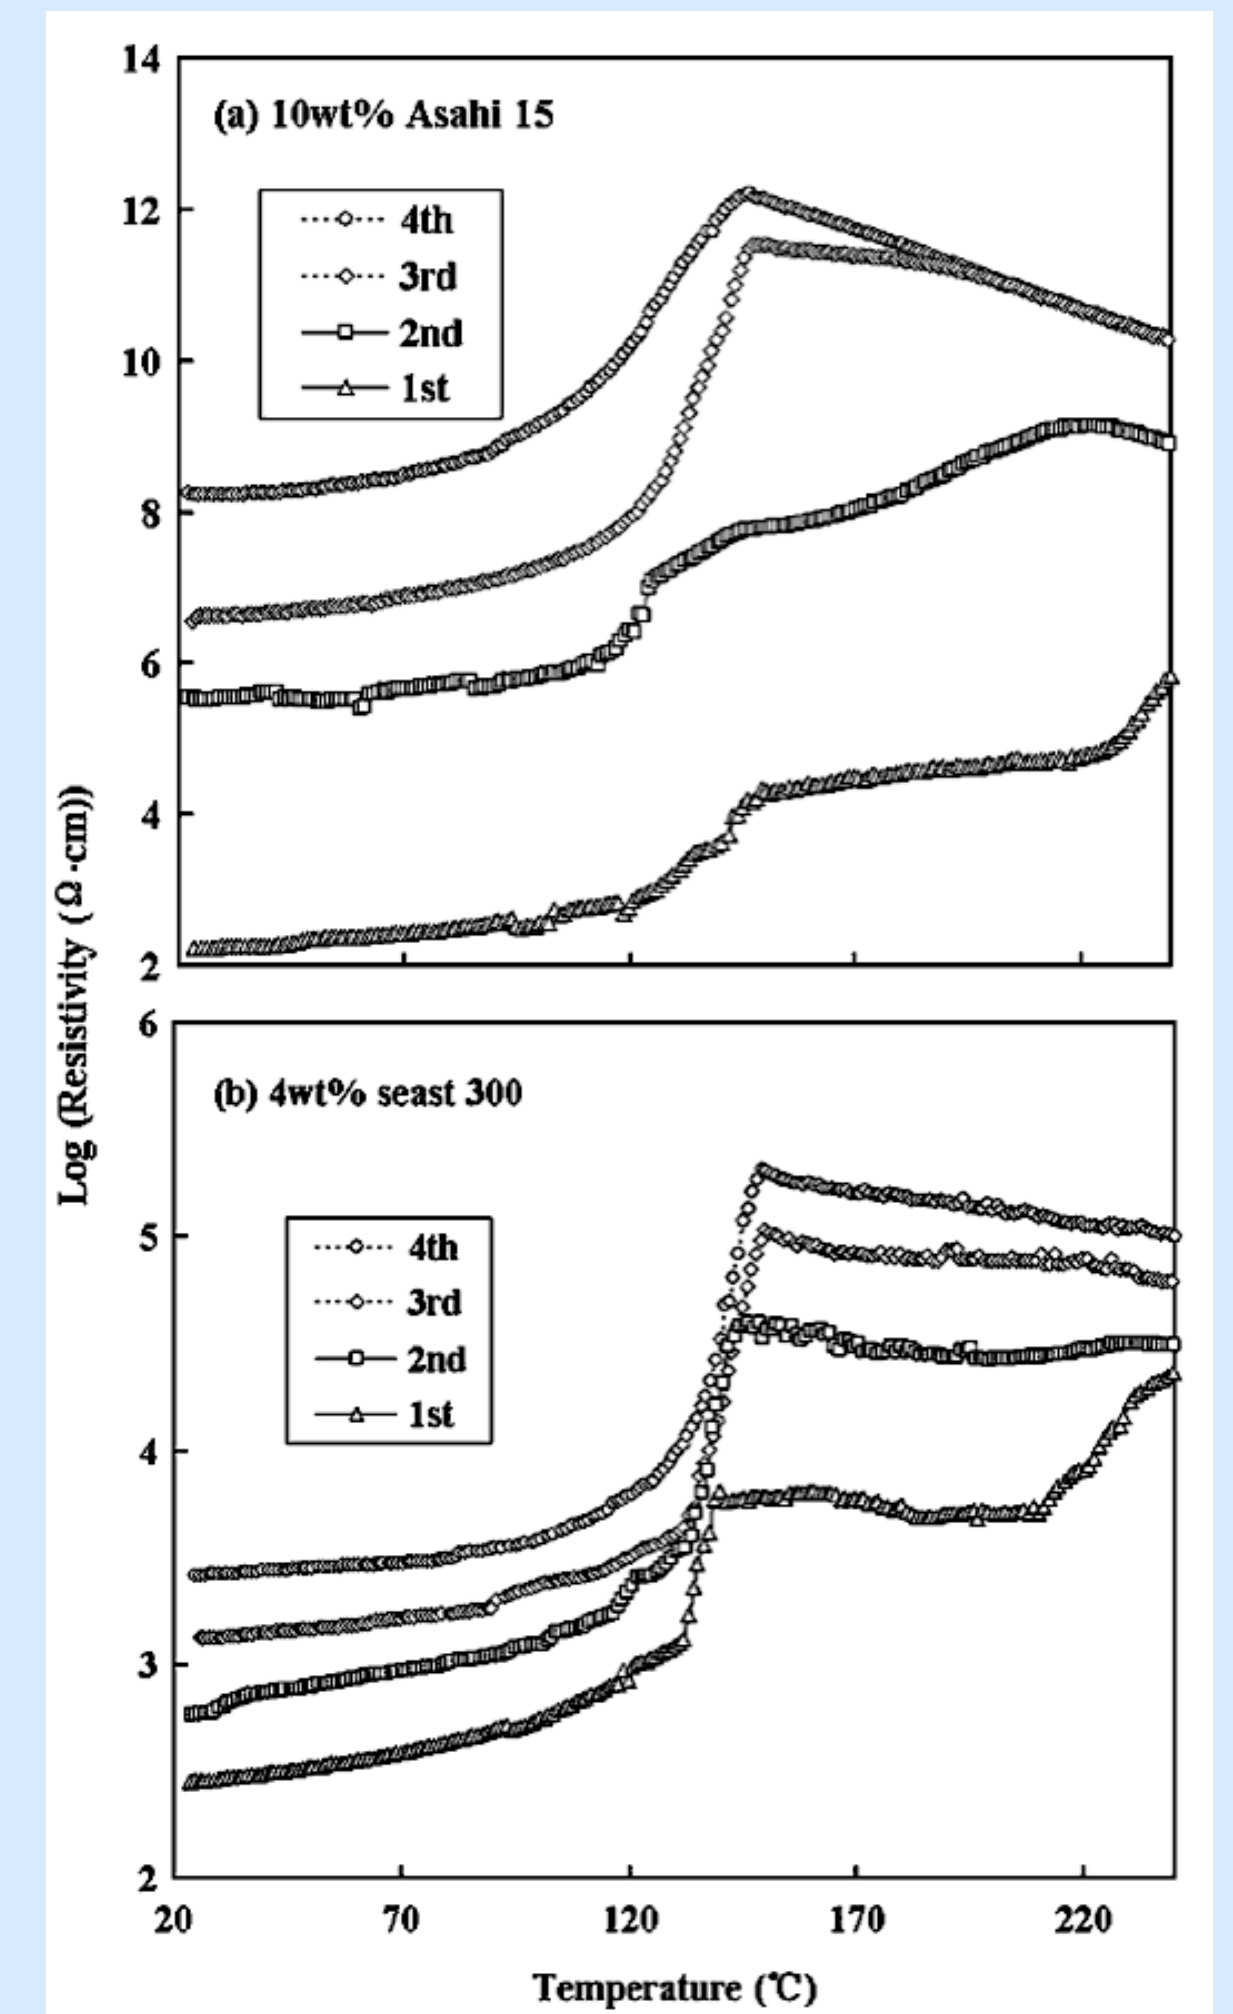 14
(a) 10wt% Asahi 15
12
4th
3rd
10
2nd
1st
8
6
4
2
Log (Resistivity (Ω·cm))
6
(b) 4wt% seast 300
5
4th
3rd
2nd
1st
4
3
2
20 70 120 170 220
Temperature (℃)